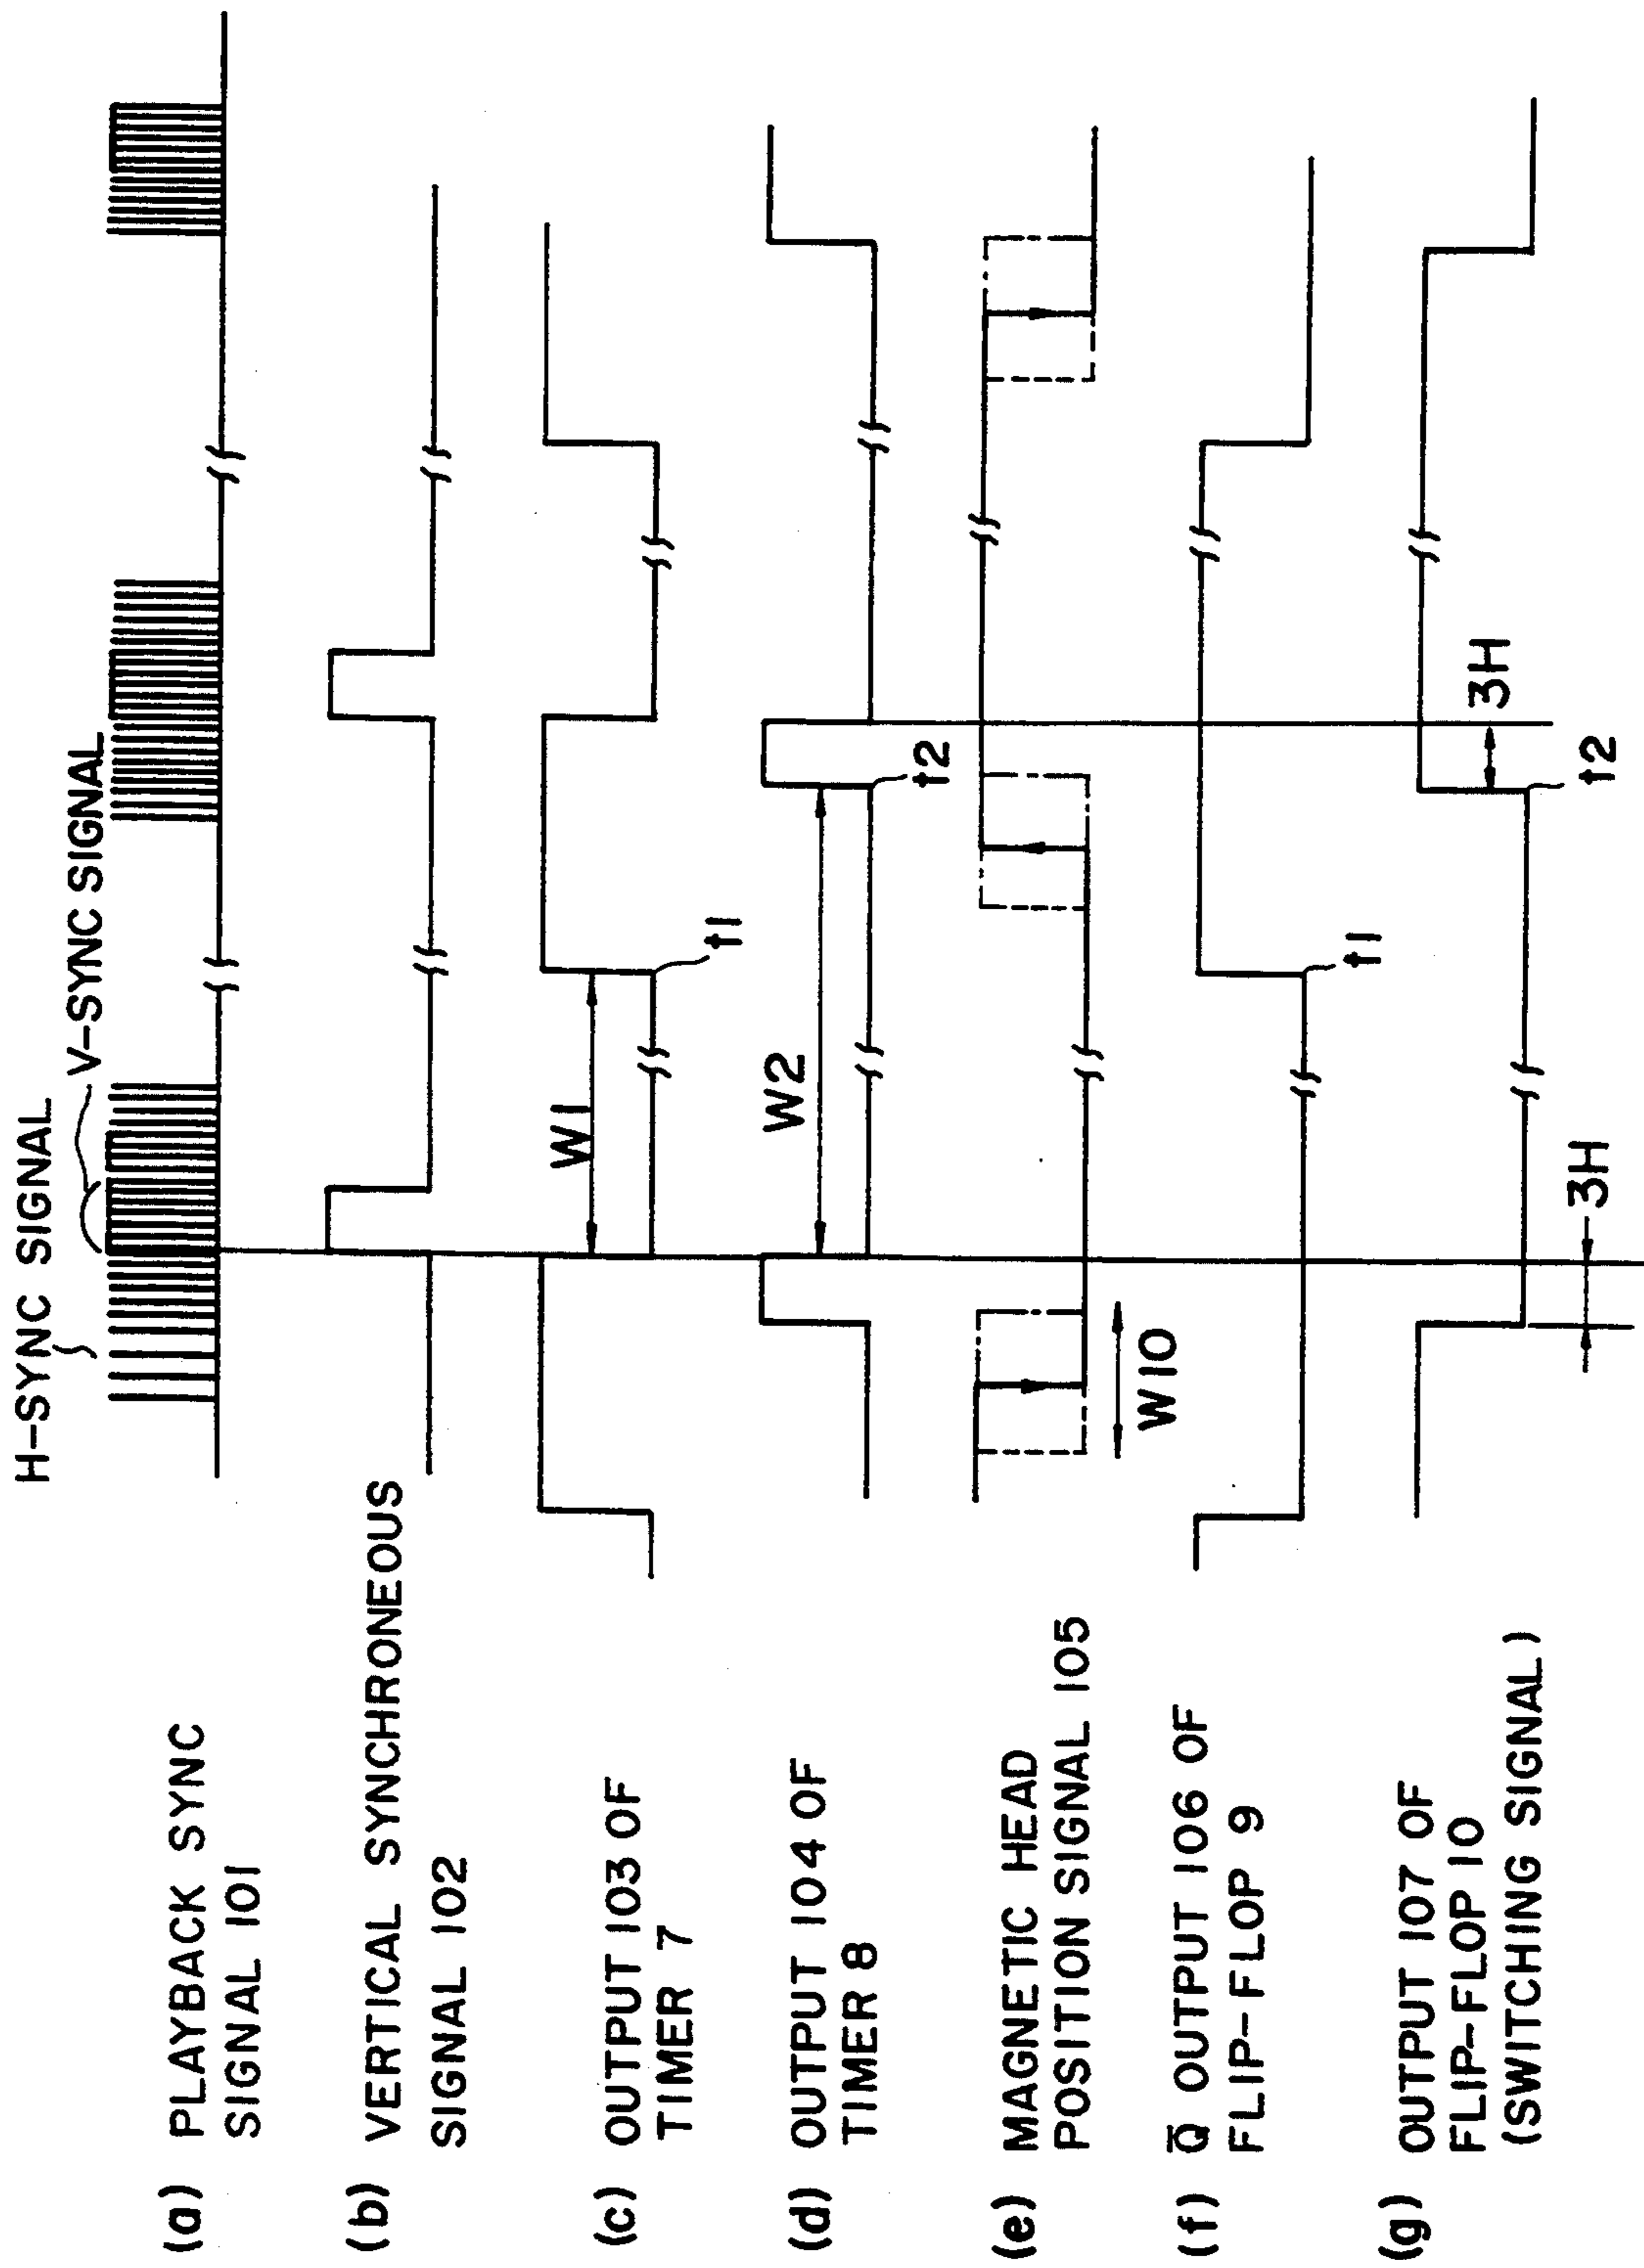 H-SYNC SIGNAL
V-SYNC SIGNAL
(a) PLAYBACK SYNC
SIGNAL 101
(b) VERTICAL SYNCHRONEOUS
SIGNAL 102
(c) OUTPUT 103 OF
TIMER 7
W1
t1
(d) OUTPUT 104 OF
TIMER 8
W2
t2
(e) MAGNETIC HEAD
POSITION SIGNAL 105
W10
(f) Q̄ OUTPUT 106 OF
FLIP-FLOP 9
t1
(g) OUTPUT 107 OF
FLIP-FLOP 10
(SWITCHING SIGNAL)
3H
3H
t2